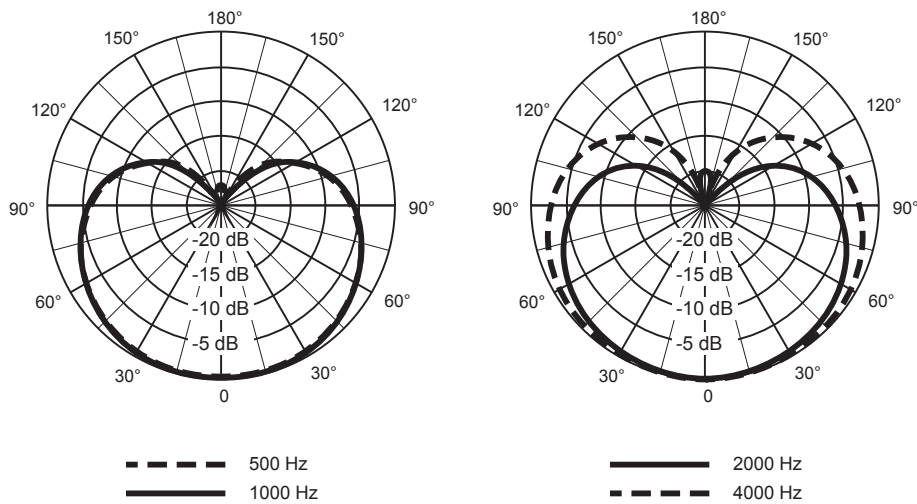 180°
150° 150°
120° 120°
90° 90°
-20 dB
-15 dB
60° 60°
-10 dB
-5 dB
30° 30°
0
500 Hz
1000 Hz
180°
150° 150°
120° 120°
90° 90°
-20 dB
-15 dB
60° 60°
-10 dB
-5 dB
30° 30°
0
2000 Hz
4000 Hz